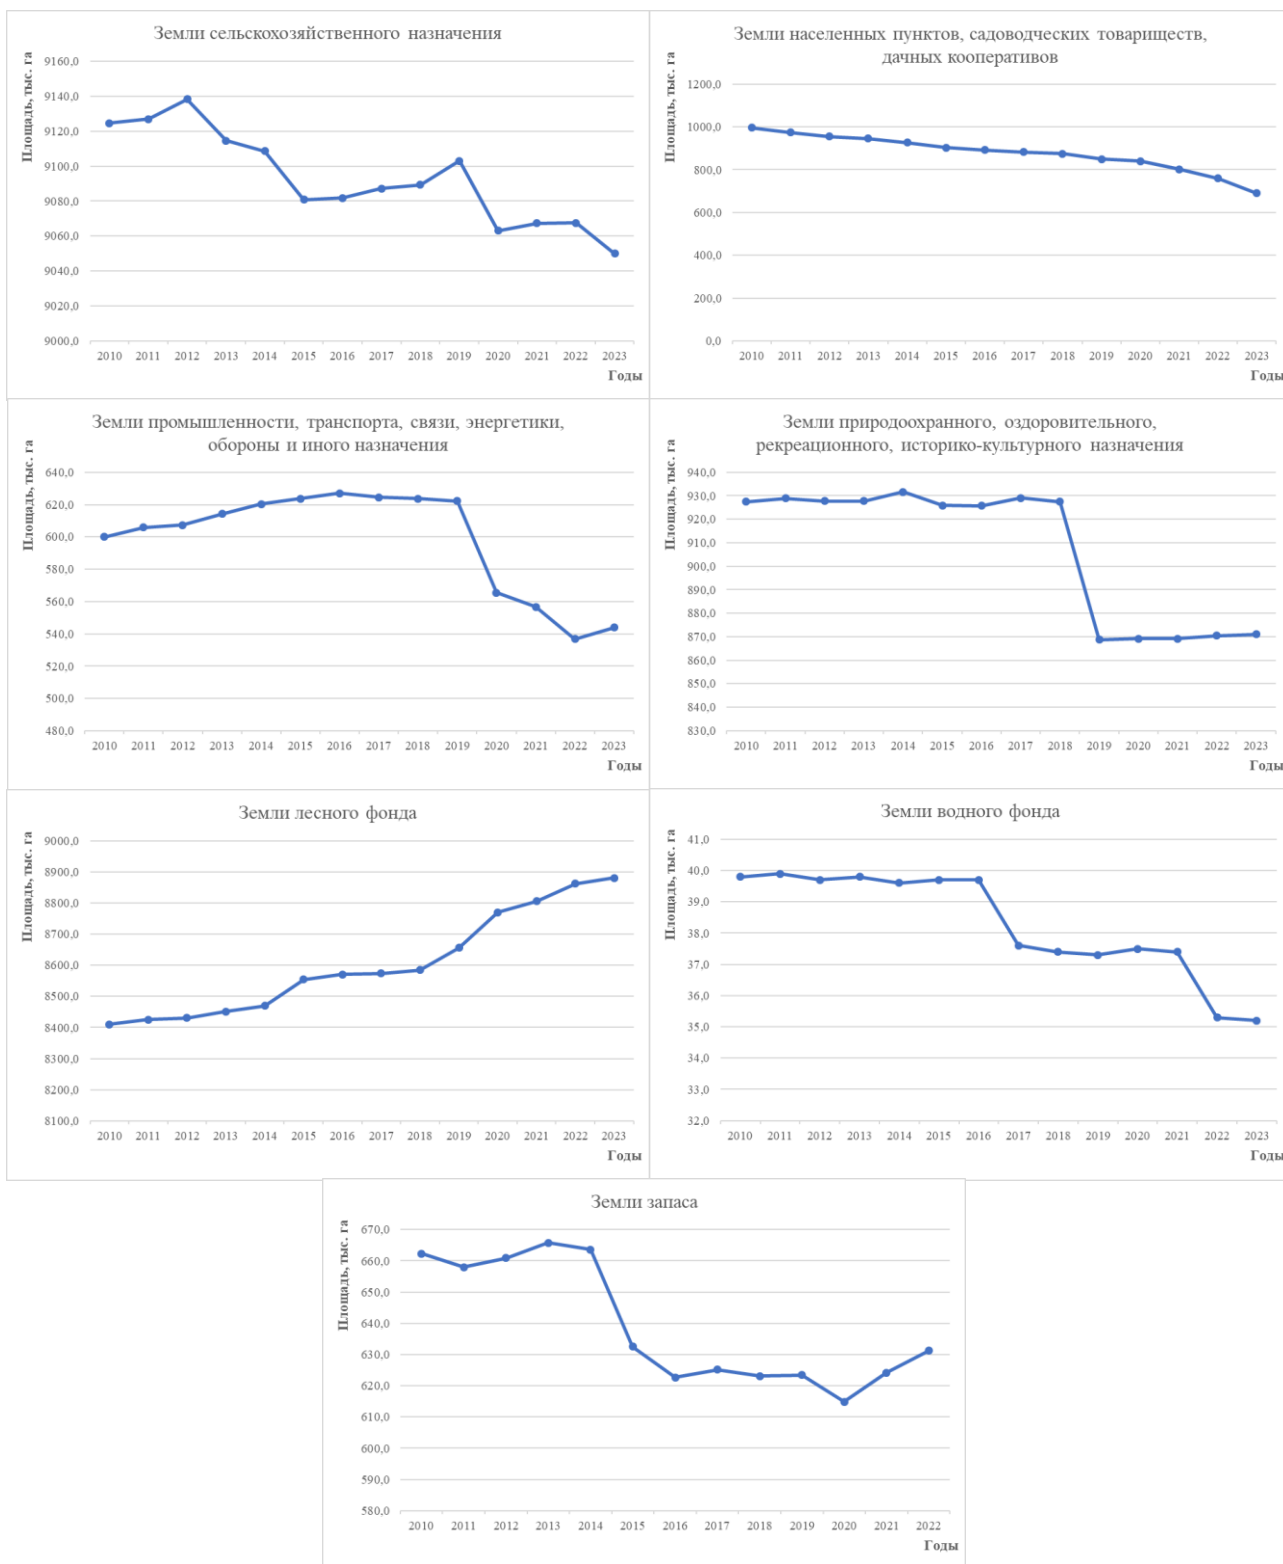 Земли сельскохозяйственного назначения
Площадь, тыс. га
9160,0
9140,0
9120,0
9100,0
9080,0
9060,0
9040,0
9020,0
9000,0
2010 2011 2012 2013 2014 2015 2016 2017 2018 2019 2020 2021 2022 2023
Годы
Земли населенных пунктов, садоводческих товариществ,
дачных кооперативов
Площадь, тыс. га
1200,0
1000,0
800,0
600,0
400,0
200,0
0,0
2010 2011 2012 2013 2014 2015 2016 2017 2018 2019 2020 2021 2022 2023
Годы
Земли промышленности, транспорта, связи, энергетики,
обороны и иного назначения
Площадь, тыс. га
640,0
620,0
600,0
580,0
560,0
540,0
520,0
500,0
480,0
2010 2011 2012 2013 2014 2015 2016 2017 2018 2019 2020 2021 2022 2023
Годы
Земли природоохранного, оздоровительного,
рекреационного, историко-культурного назначения
Площадь, тыс. га
940,0
930,0
920,0
910,0
900,0
890,0
880,0
870,0
860,0
850,0
840,0
830,0
2010 2011 2012 2013 2014 2015 2016 2017 2018 2019 2020 2021 2022 2023
Годы
Земли лесного фонда
Площадь, тыс. га
9000,0
8900,0
8800,0
8700,0
8600,0
8500,0
8400,0
8300,0
8200,0
8100,0
2010 2011 2012 2013 2014 2015 2016 2017 2018 2019 2020 2021 2022 2023
Годы
Земли водного фонда
Площадь, тыс. га
41,0
40,0
39,0
38,0
37,0
36,0
35,0
34,0
33,0
32,0
2010 2011 2012 2013 2014 2015 2016 2017 2018 2019 2020 2021 2022 2023
Годы
Земли запаса
Площадь, тыс. га
670,0
660,0
650,0
640,0
630,0
620,0
610,0
600,0
590,0
580,0
2010 2011 2012 2013 2014 2015 2016 2017 2018 2019 2020 2021 2022
Годы